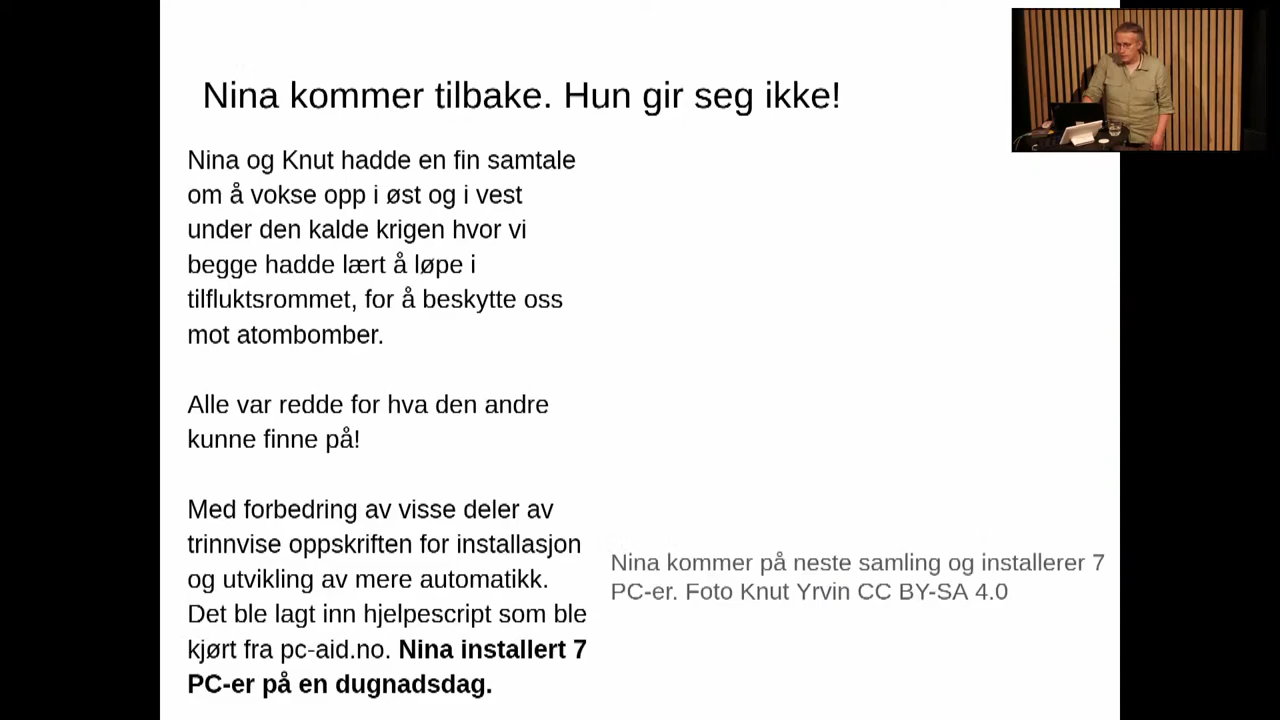 Nina kommer tilbake. Hun gir seg ikke!
Nina og Knut hadde en fin samtale
om å vokse opp i øst og i vest
under den kalde krigen hvor vi
begge hadde lært å løpe i
tilfluktsrommet, for å beskytte oss
mot atombomber.
Alle var redde for hva den andre
kunne finne på!
Med forbedring av visse deler av
trinnvise oppskriften for installasjon
og utvikling av mere automatikk.
Det ble lagt inn hjelpescript som ble
kjørt fra pc-aid.no. Nina installert 7
PC-er på en dugnadsdag.
Nina kommer på neste samling og installerer 7
PC-er. Foto Knut Yrvin CC BY-SA 4.0